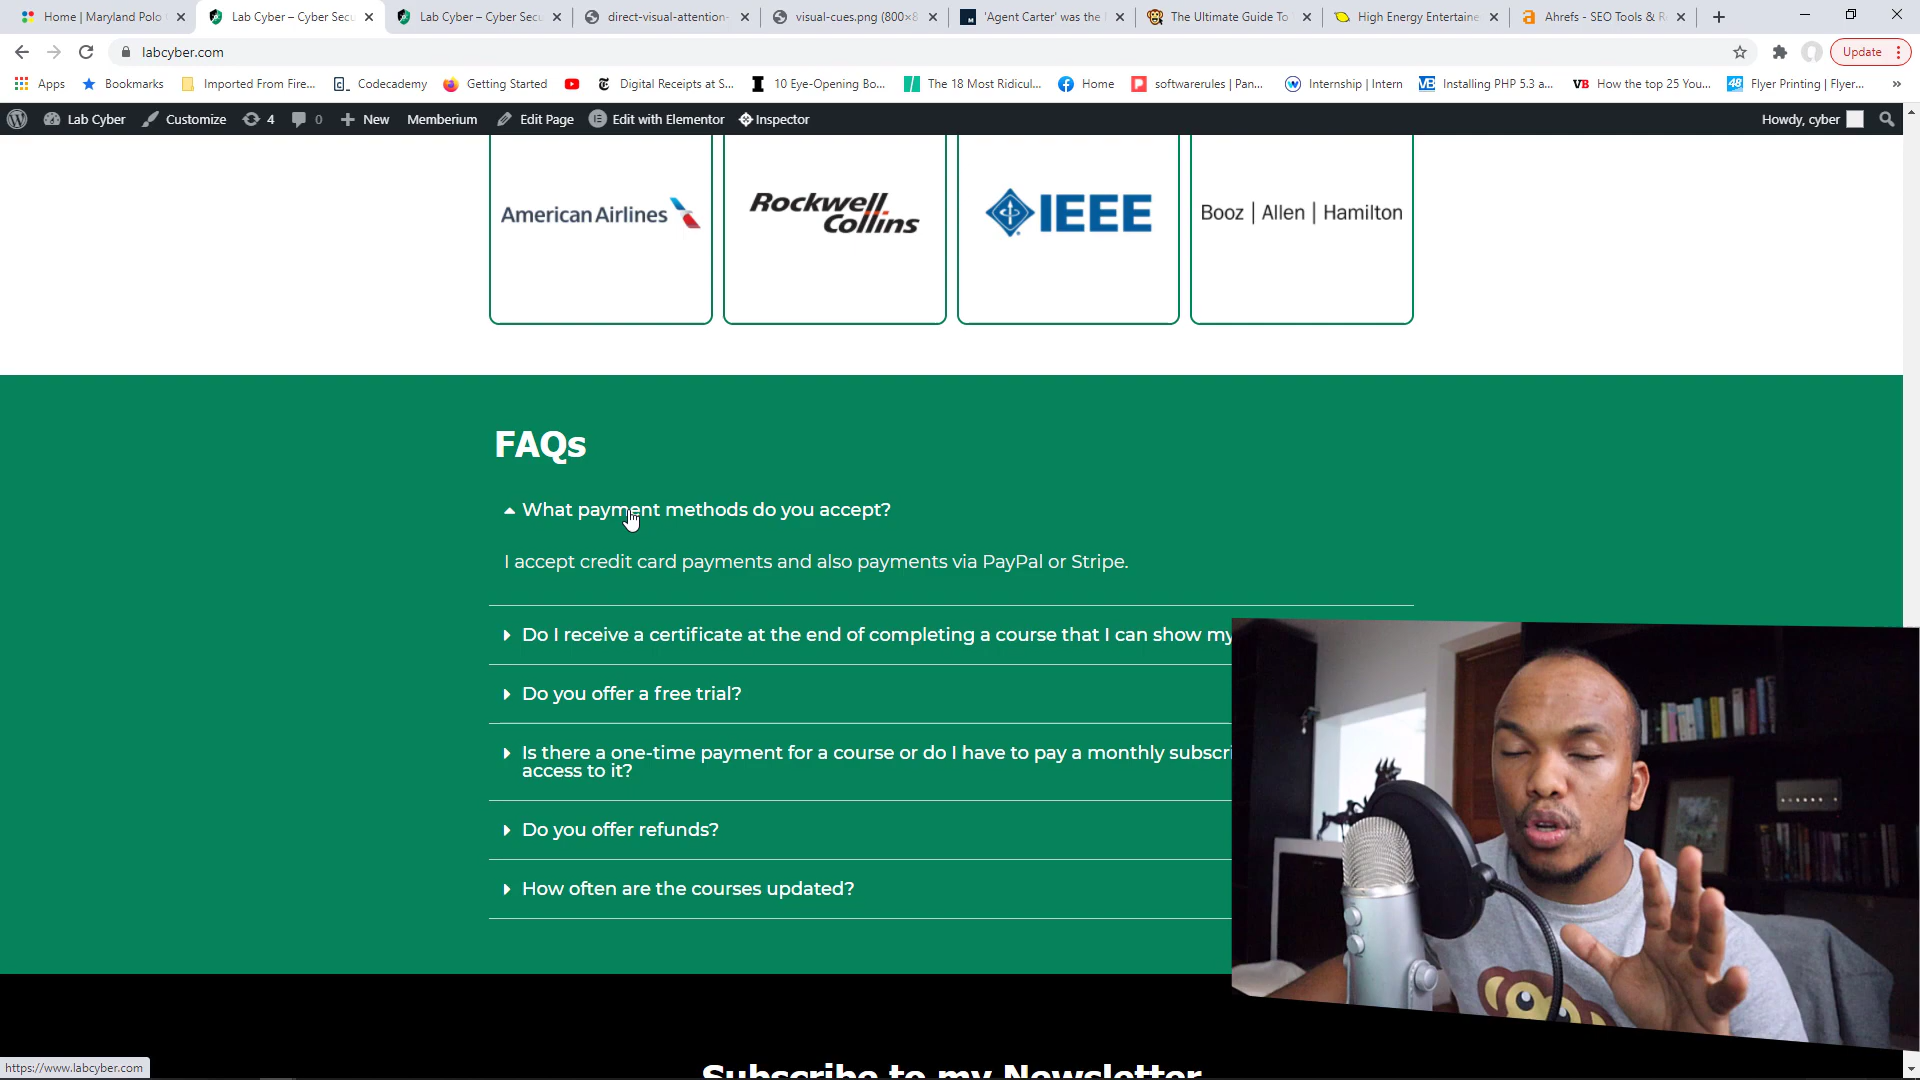 Home | Maryland Polo
Lab Cyber – Cyber Secu
Lab Cyber – Cyber Secu
direct-visual-attention-
visual-cues.png (800×8
'Agent Carter' was the
The Ultimate Guide To
High Energy Entertaine
Ahrefs - SEO Tools & R
labcyber.com
Update
Apps
Bookmarks
Imported From Fire...
Codecademy
Getting Started
Digital Receipts at S...
10 Eye-Opening Bo...
The 18 Most Ridicul...
Home
softwarerules | Pan...
Internship | Intern
Installing PHP 5.3 a...
How the top 25 You...
Flyer Printing | Flyer...
Lab Cyber
Customize
4
0
New
Memberium
Edit Page
Edit with Elementor
Inspector
Howdy, cyber
American Airlines
Rockwell
Collins
IEEE
Booz | Allen | Hamilton
FAQs
What payment methods do you accept?
I accept credit card payments and also payments via PayPal or Stripe.
Do I receive a certificate at the end of completing a course that I can show my
Do you offer a free trial?
Is there a one-time payment for a course or do I have to pay a monthly subscri
access to it?
Do you offer refunds?
How often are the courses updated?
Subscribe to my Newsletter
https://www.labcyber.com